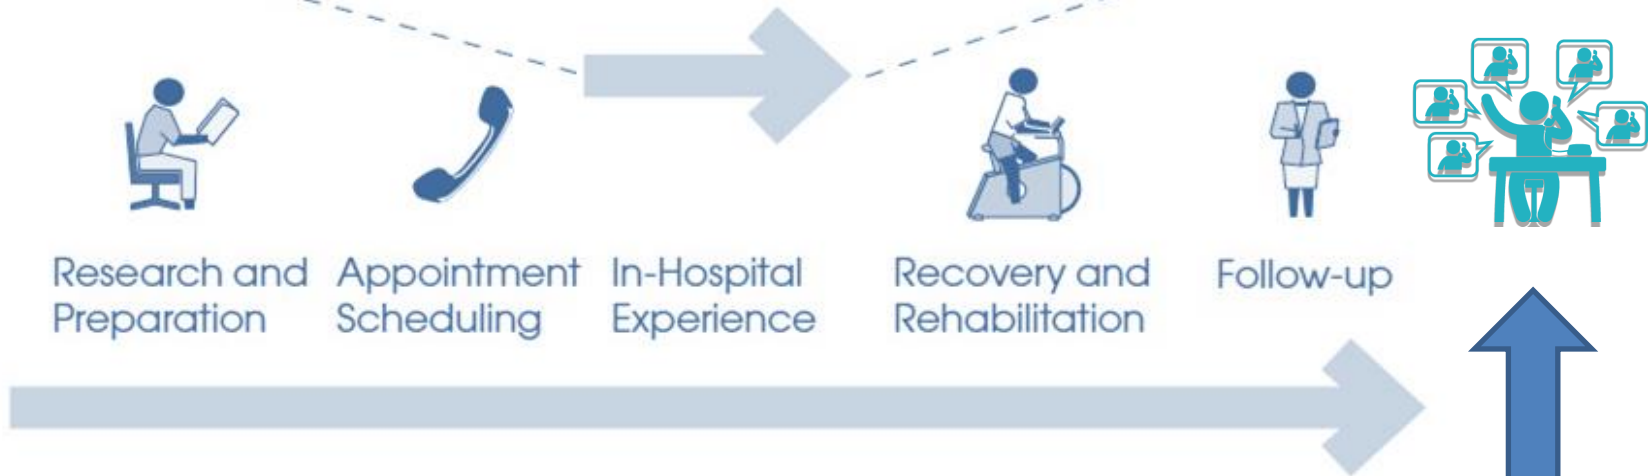 Research and
Preparation
Appointment
Scheduling
In-Hospital
Experience
Recovery and
Rehabilitation
Follow-up